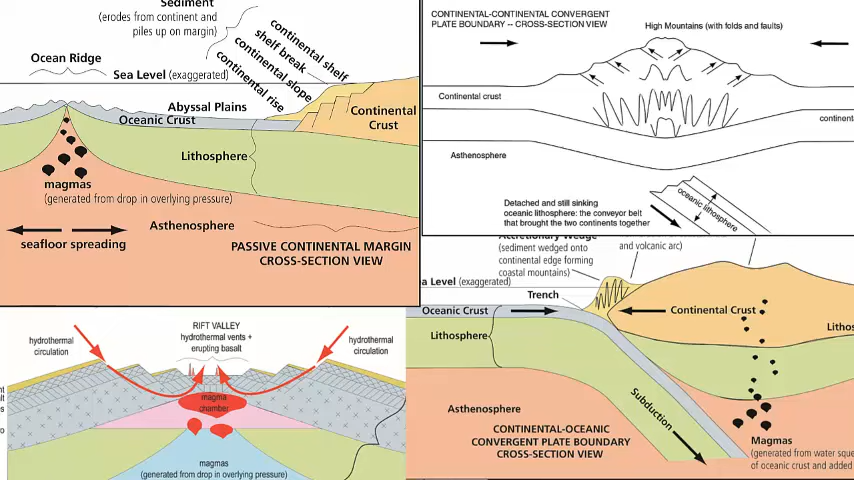 Sediment
(erodes from continent and
piles up on margin)
continental shelf
shelf break
continental slope
continental rise
Ocean Ridge
Sea Level (exaggerated)
Abyssal Plains
Oceanic Crust
Continental
Crust
Lithosphere
magmas
(generated from drop in overlying pressure)
Asthenosphere
seafloor spreading
PASSIVE CONTINENTAL MARGIN
CROSS-SECTION VIEW
CONTINENTAL-CONTINENTAL CONVERGENT
PLATE BOUNDARY -- CROSS-SECTION VIEW
High Mountains (with folds and faults)
Continental crust
Asthenosphere
oceanic lithosphere
Detached and still sinking
oceanic lithosphere: the conveyor belt
that brought the two continents together
RIFT VALLEY
hydrothermal vents +
erupting basalt
hydrothermal
circulation
hydrothermal
circulation
magma
chamber
magmas
(generated from drop in overlying pressure)
Accretionary Wedge
(sediment wedged onto
continental edge forming
coastal mountains)
and volcanic arc)
Level (exaggerated)
Trench
Oceanic Crust
Continental Crust
Lithosphere
Asthenosphere
Subduction
CONTINENTAL-OCEANIC
CONVERGENT PLATE BOUNDARY
CROSS-SECTION VIEW
Magmas
(generated from water
of oceanic crust and added